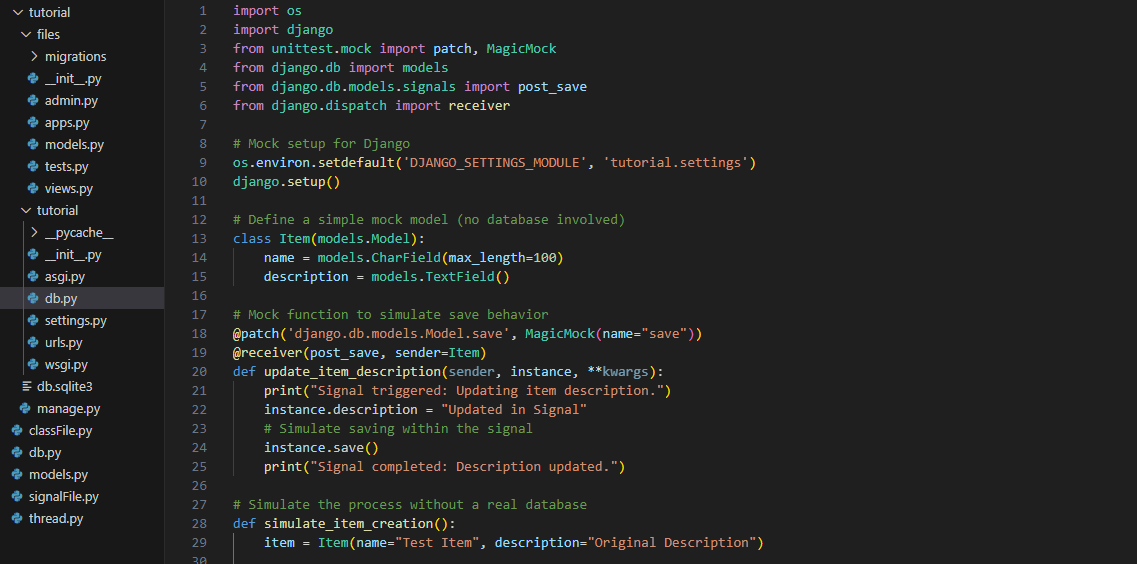 tutorial
files
migrations
__init__.py
admin.py
apps.py
models.py
tests.py
views.py
tutorial
__pycache__
__init__.py
asgi.py
db.py
settings.py
urls.py
wsgi.py
db.sqlite3
manage.py
classFile.py
db.py
models.py
signalFile.py
thread.py
1 import os
2 import django
3 from unittest.mock import patch, MagicMock
4 from django.db import models
5 from django.db.models.signals import post_save
6 from django.dispatch import receiver
7
8 # Mock setup for Django
9 os.environ.setdefault('DJANGO_SETTINGS_MODULE', 'tutorial.settings')
10 django.setup()
11
12 # Define a simple mock model (no database involved)
13 class Item(models.Model):
14     name = models.CharField(max_length=100)
15     description = models.TextField()
16
17 # Mock function to simulate save behavior
18 @patch('django.db.models.Model.save', MagicMock(name="save"))
19 @receiver(post_save, sender=Item)
20 def update_item_description(sender, instance, **kwargs):
21     print("Signal triggered: Updating item description.")
22     instance.description = "Updated in Signal"
23     # Simulate saving within the signal
24     instance.save()
25     print("Signal completed: Description updated.")
26
27 # Simulate the process without a real database
28 def simulate_item_creation():
29     item = Item(name="Test Item", description="Original Description")
30